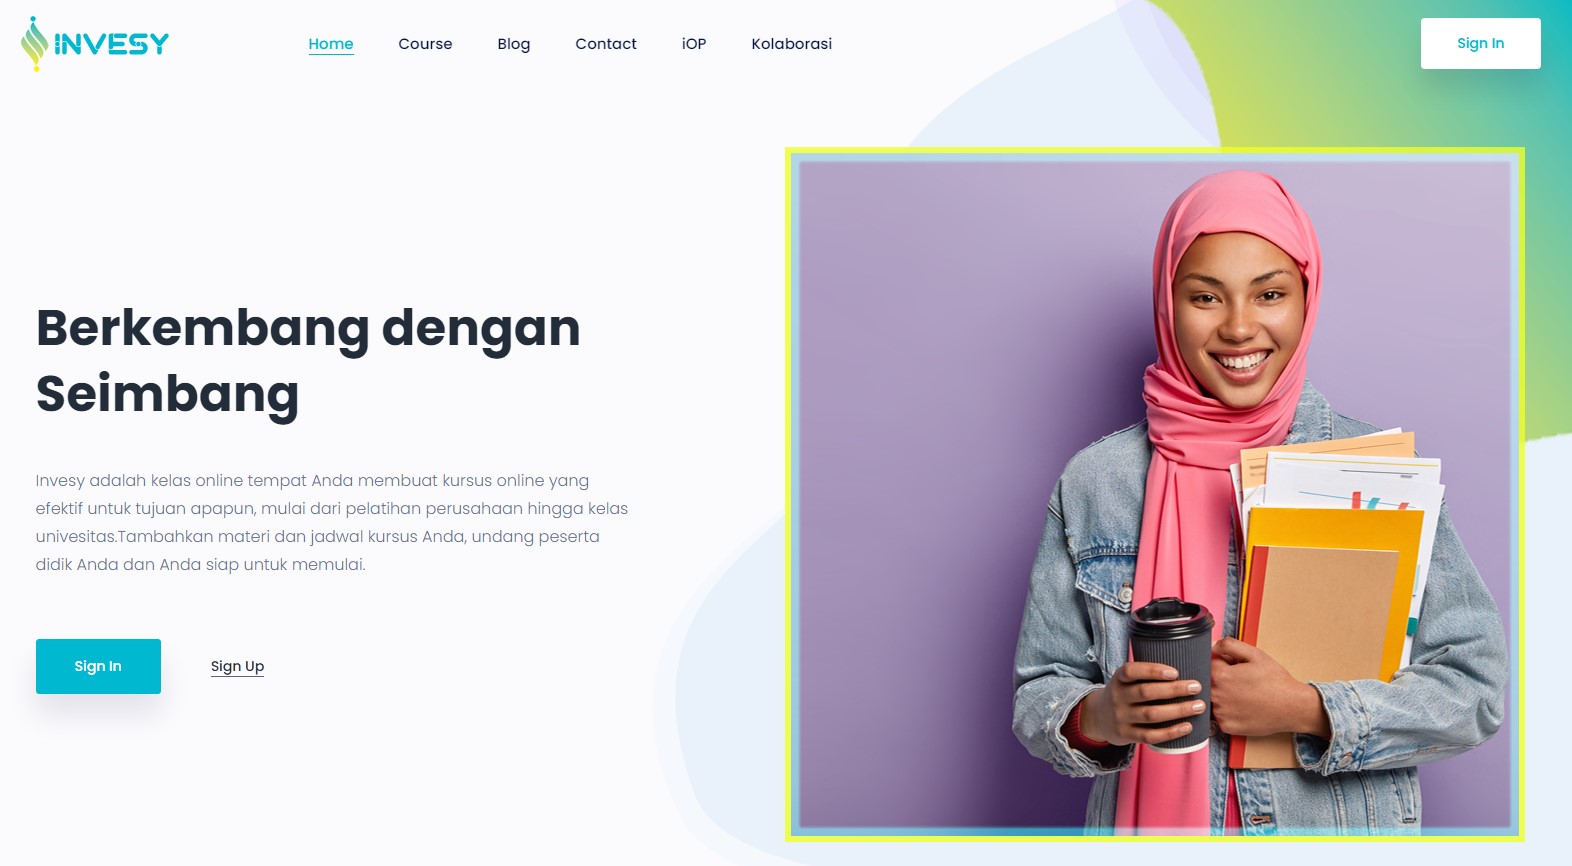 INVESY
Home Course Blog Contact iOP Kolaborasi
Sign In
Berkembang dengan
Seimbang
Invesy adalah kelas online tempat Anda membuat kursus online yang
efektif untuk tujuan apapun, mulai dari pelatihan perusahaan hingga kelas
univesitas.Tambahkan materi dan jadwal kursus Anda, undang peserta
didik Anda dan Anda siap untuk memulai.
Sign In
Sign Up